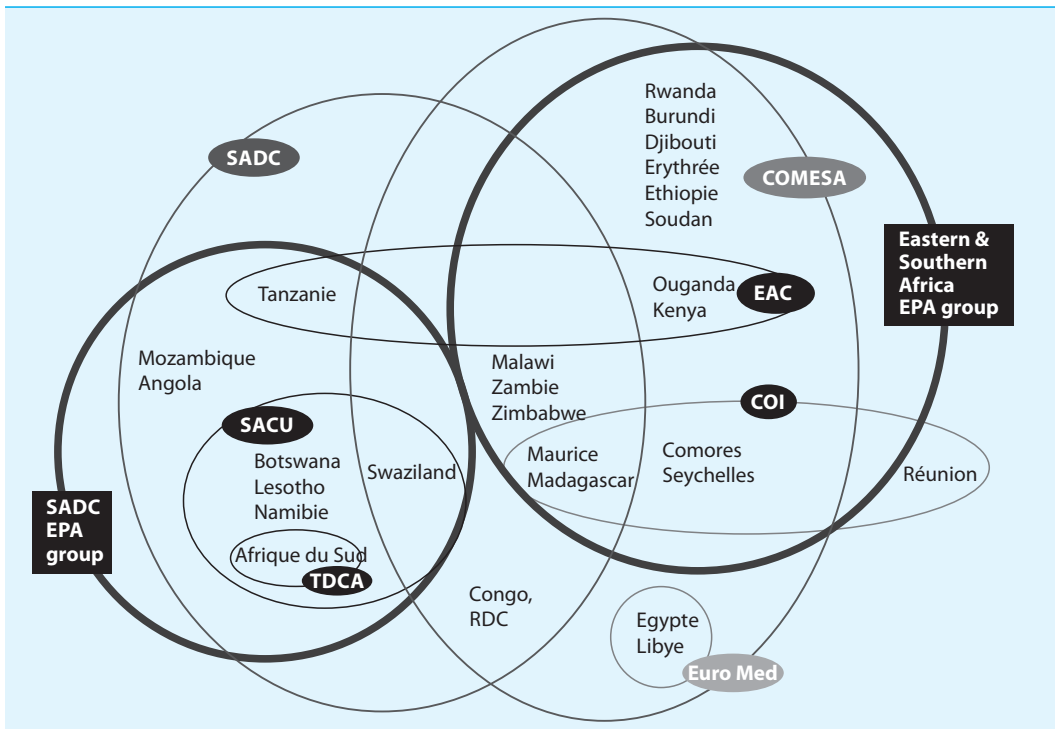 Rwanda
Burundi
Djibouti
Erythrée
Ethiopie
Soudan
SADC
COMESA
Eastern &
Southern
Africa
EPA group
Tanzanie
Ouganda
Kenya
EAC
Mozambique
Angola
Malawi
Zambie
Zimbabwe
SACU
COI
Botswana
Lesotho
Namibie
Swaziland
Maurice
Madagascar
Comores
Seychelles
Réunion
SADC
EPA
group
Afrique du Sud
TDCA
Congo,
RDC
Egypte
Libye
Euro Med